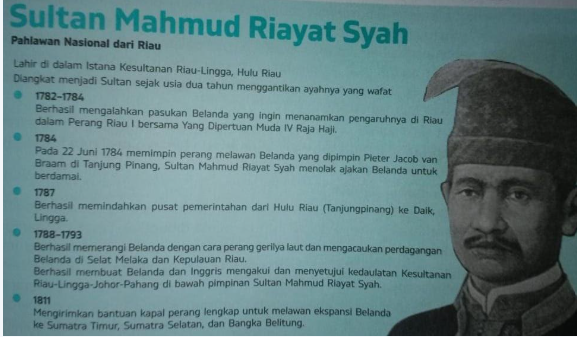 Sultan Mahmud Riayat Syah
Pahlawan Nasional dari Riau
Lahir di dalam Istana Kesultanan Riau-Lingga, Hulu Riau
Diangkat menjadi Sultan sejak usia dua tahun menggantikan ayahnya yang wafat
1782–1784
Berhasil mengalahkan pasukan Belanda yang ingin menanamkan pengaruhnya di Riau
dalam Perang Riau I bersama Yang Dipertuan Muda IV Raja Haji.
1784
Pada 22 Juni 1784 memimpin perang melawan Belanda yang dipimpin Pieter Jacob van
Braam di Tanjung Pinang, Sultan Mahmud Riayat Syah menolak ajakan Belanda untuk
berdamai.
1787
Berhasil memindahkan pusat pemerintahan dari Hulu Riau (Tanjungpinang) ke Daik,
Lingga.
1788–1793
Berhasil memerangi Belanda dengan cara perang gerilya laut dan mengacaukan perdagangan
Belanda di Selat Melaka dan Kepulauan Riau.
Berhasil membuat Belanda dan Inggris mengakui dan menyetujui kedaulatan Kesultanan
Riau-Lingga-Johor-Pahang di bawah pimpinan Sultan Mahmud Riayat Syah.
1811
Mengirimkan bantuan kapal perang lengkap untuk melawan ekspansi Belanda
ke Sumatra Timur, Sumatra Selatan, dan Bangka Belitung.